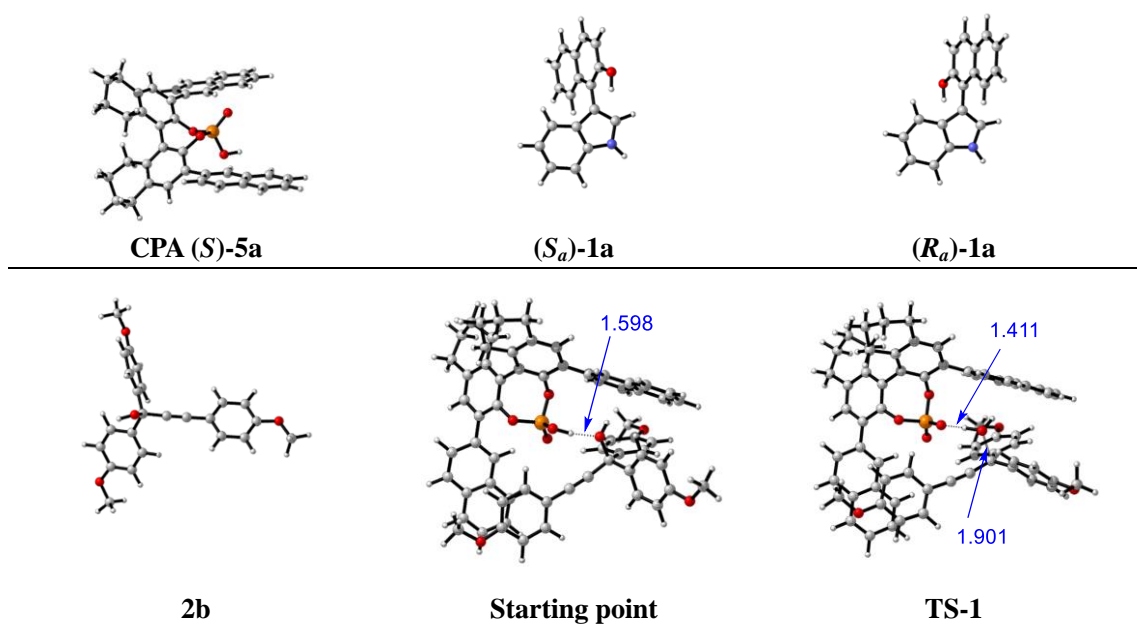 CPA (S)-5a
(Sa)-1a
(Ra)-1a
1.598
1.411
1.901
2b
Starting point
TS-1